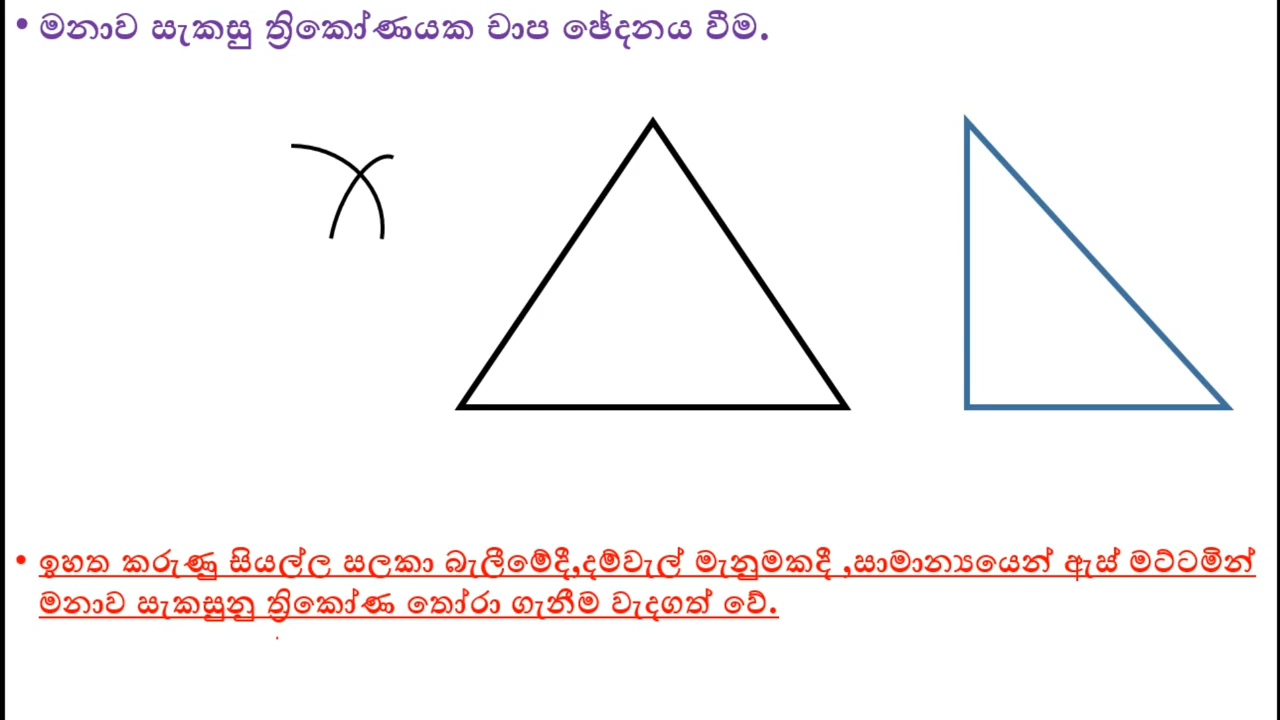 • මනාව සැකසු ත්‍රිකෝණයක චාප ඡේදනය වීම.
• ඉහත කරුණු සියල්ල සලකා බැලීමේදී,දම්වැල් මැනුමකදී ,සාමාන්‍යයෙන් ඇස් මට්ටමින්
මනාව සැකසුනු ත්‍රිකෝණ තෝරා ගැනීම වැදගත් වේ.